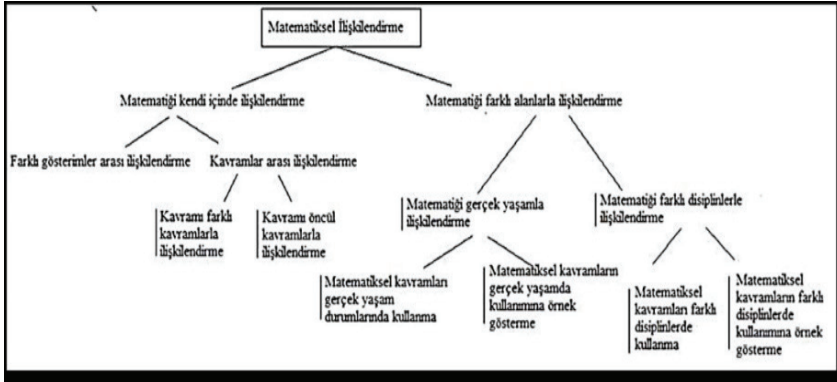 Matematiksel İlişkilendirme
Matematiği kendi içinde ilişkilendirme
Matematiği farklı alanlarla ilişkilendirme
Farklı gösterimler arası ilişkilendirme
Kavramlar arası ilişkilendirme
Kavramı farklı
kavramlarla
ilişkilendirme
Kavramı öncül
kavramlarla
ilişkilendirme
Matematiği gerçek yaşamla
ilişkilendirme
Matematiği farklı disiplinlerle
ilişkilendirme
Matematiksel kavramları
gerçek yaşam
durumlarında kullanma
Matematiksel kavramların
gerçek yaşamda
kullanımına örnek
gösterme
Matematiksel
kavramları farklı
disiplinlerde
kullanma
Matematiksel
kavramların farklı
disiplinlerde
kullanımına örnek
gösterme